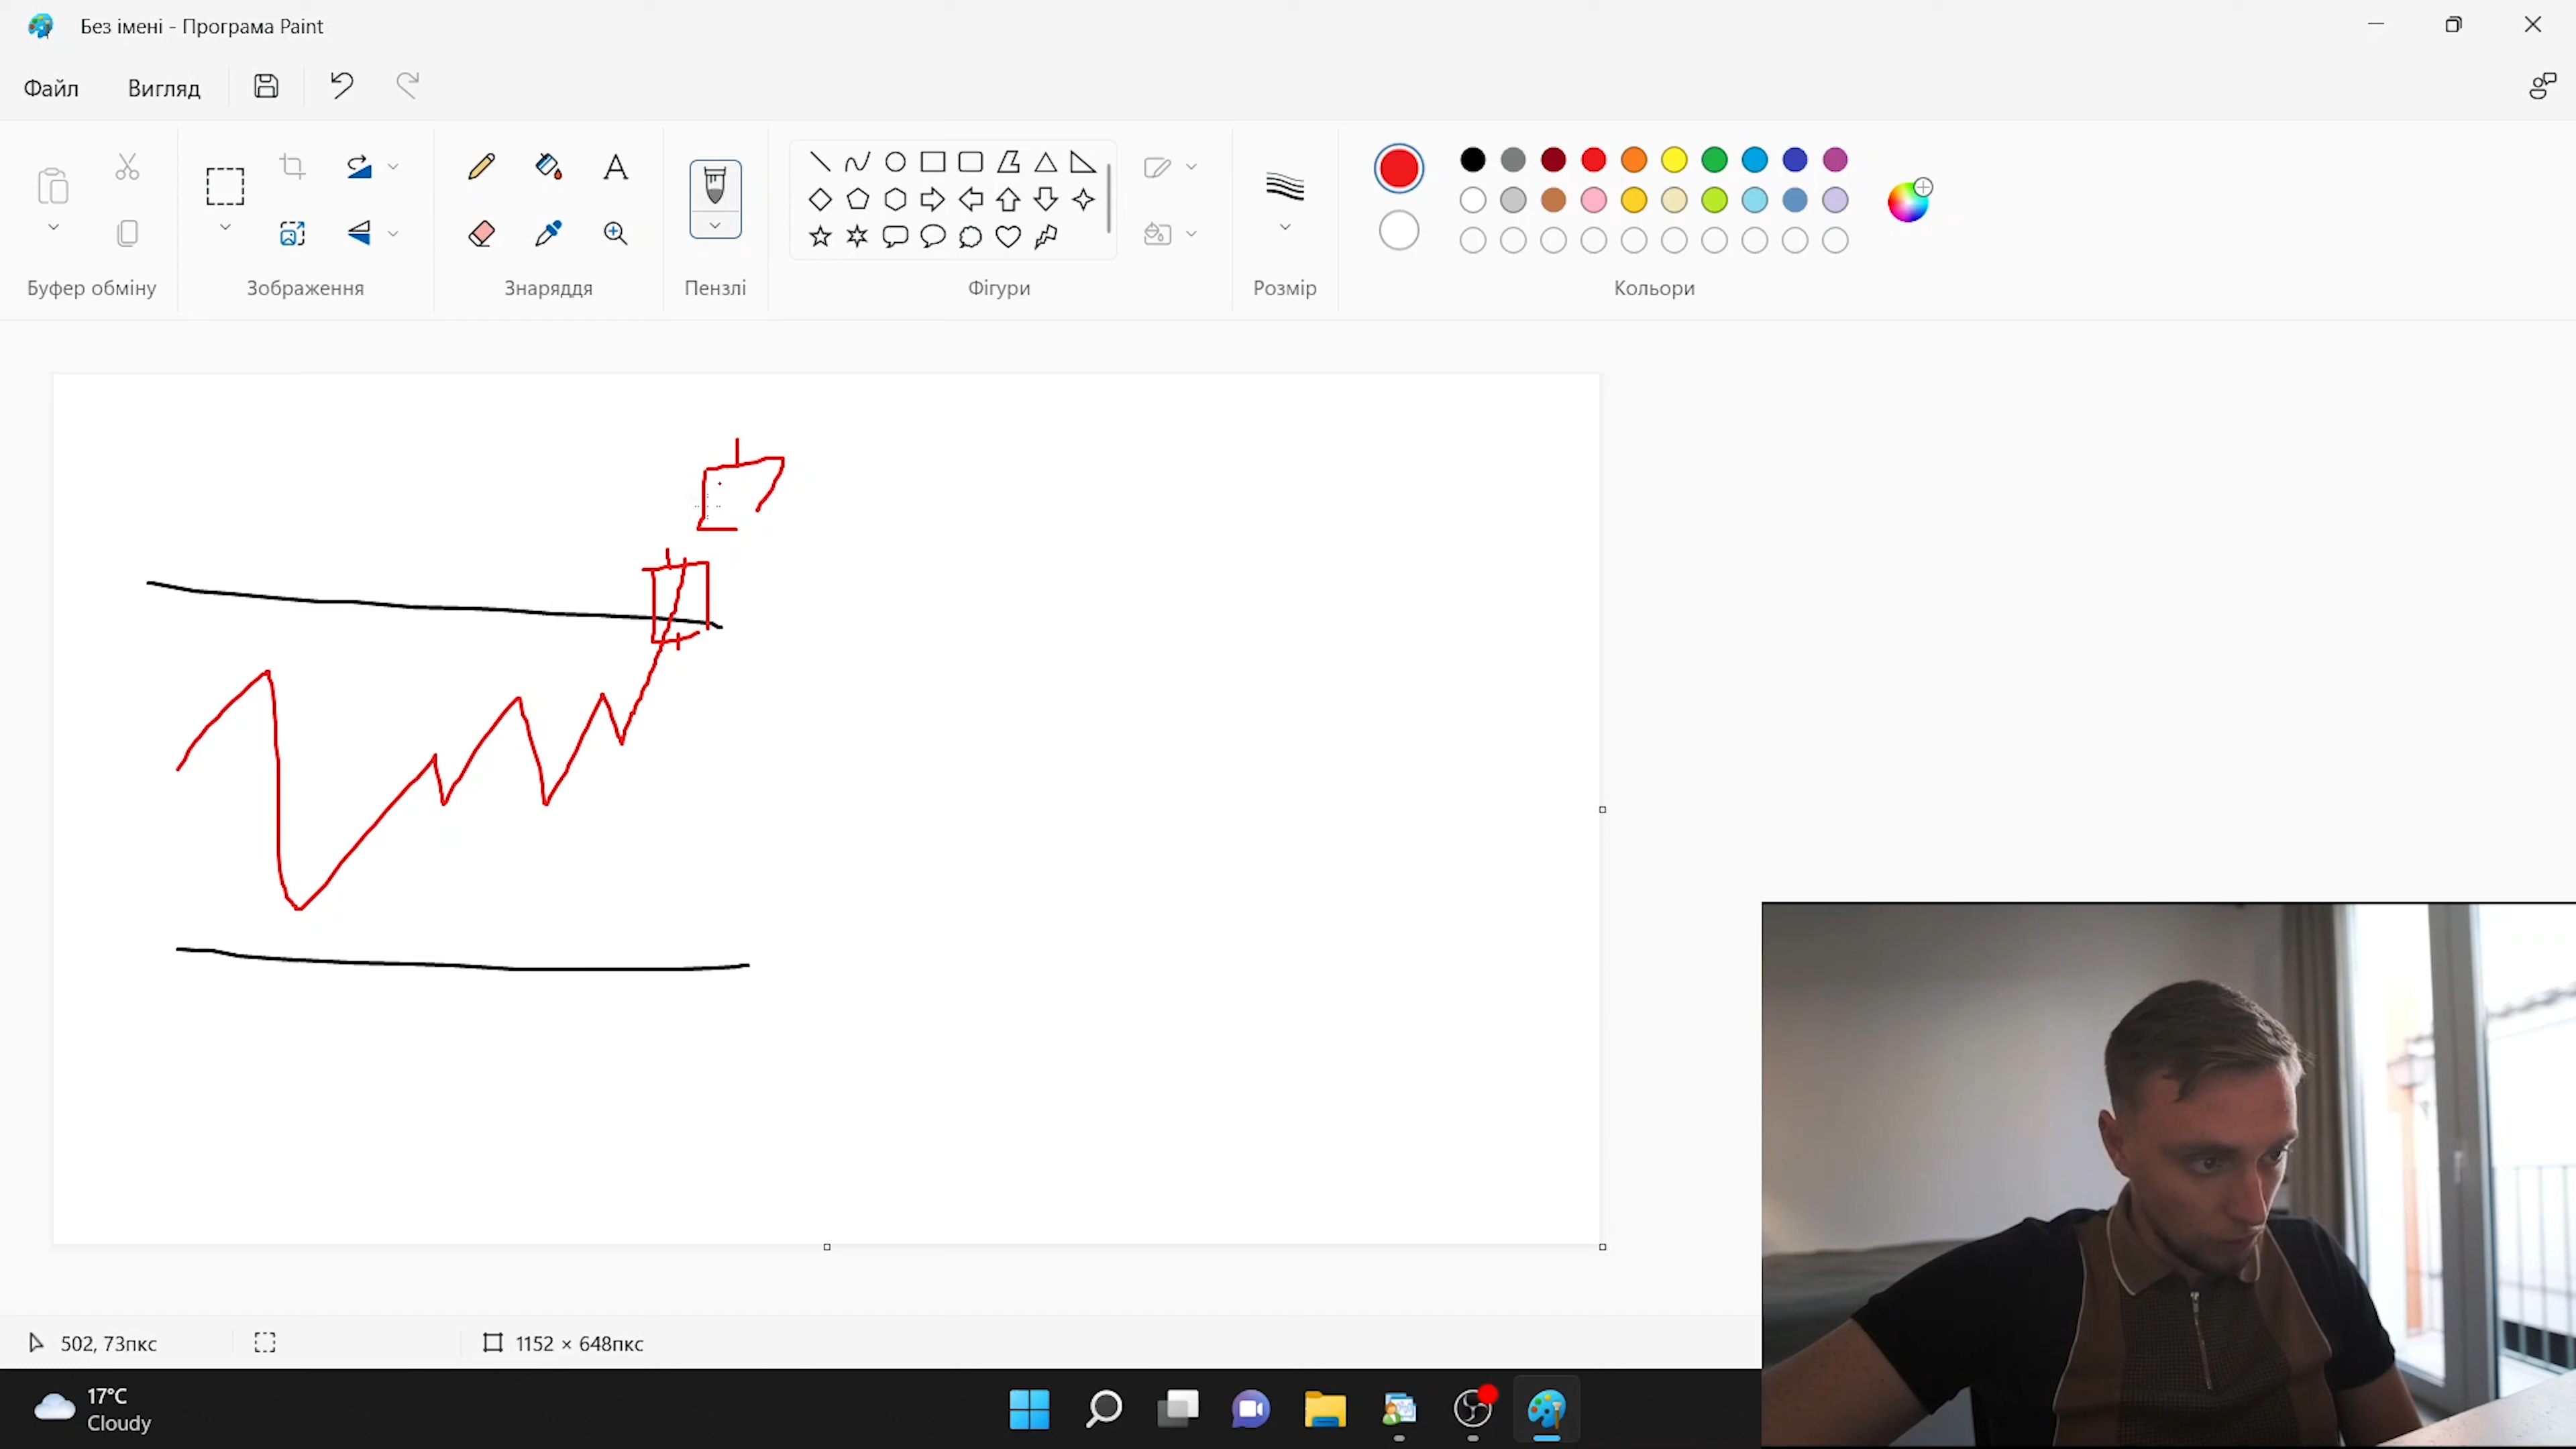 Без імені - Програма Paint
Файл
Вигляд
Буфер обміну
Зображення
Знаряддя
Пензлі
Фігури
Розмір
Кольори
502, 73пкс
1152 × 648пкс
17°C
Cloudy